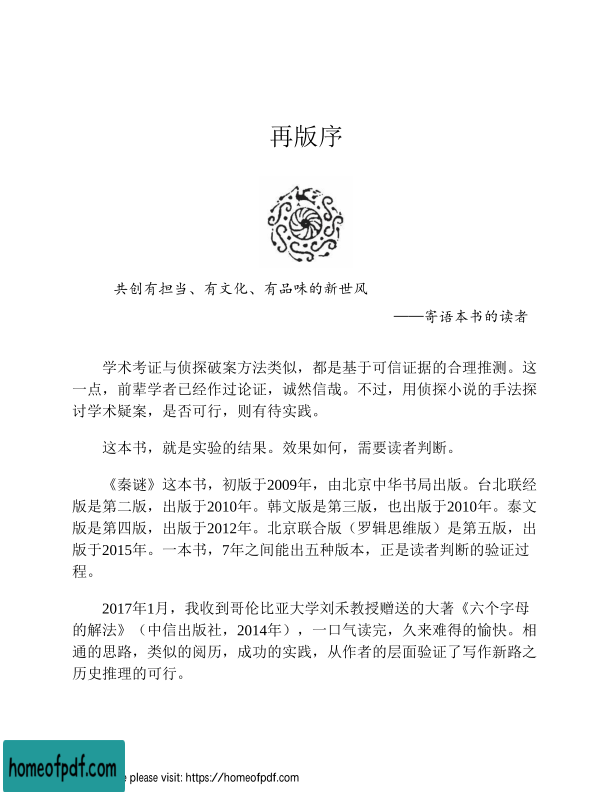 再版序
共创有担当、有文化、有品味的新世风
——寄语本书的读者
学术考证与侦探破案方法类似，都是基于可信证据的合理推测。这
一点，前辈学者已经作过论证，诚然信哉。不过，用侦探小说的手法探
讨学术疑案，是否可行，则有待实践。
这本书，就是实验的结果。效果如何，需要读者判断。
《秦谜》这本书，初版于2009年，由北京中华书局出版。台北联经
版是第二版，出版于2010年。韩文版是第三版，也出版于2010年。泰文
版是第四版，出版于2012年。北京联合版（罗辑思维版）是第五版，出
版于2015年。一本书，7年之间能出五种版本，正是读者判断的验证过
程。
2017年1月，我收到哥伦比亚大学刘禾教授赠送的大著《六个字母
的解法》（中信出版社，2014年），一口气读完，久来难得的愉快。相
通的思路，类似的阅历，成功的实践，从作者的层面验证了写作新路之
历史推理的可行。
homeofpdf.com
e please visit: https://homeofpdf.com